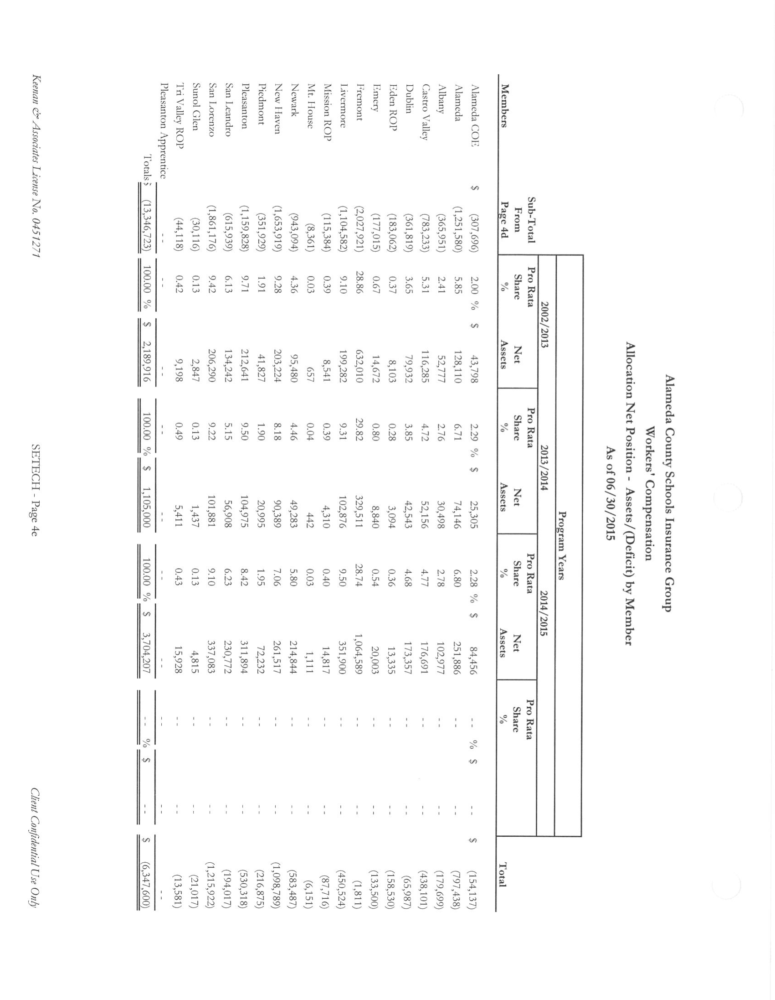 Alameda County Schools Insurance Group
Workers' Compensation
Allocation Net Position - Assets/(Deficit) by Member
As of 06/30/2015
Program Years
2002/2013 2013/2014 2014/2015
Sub-Total Pro Rata Pro Rata Pro Rata Pro Rata
From Share Net Share Net Share Net Share
Members Page 4d % Assets % Assets % Assets % Total
Alameda COE $ (307,696) 2.00 % $ 43,798 2.29 % $ 25,305 2.28 % $ 84,456 -- % $ -- $ (154,137)
Alameda (1,251,580) 5.85 128,110 6.71 74,146 6.80 251,886 -- -- (797,438)
Albany (365,951) 2.41 52,777 2.76 30,498 2.78 102,977 -- -- (179,699)
Castro Valley (783,233) 5.31 116,285 4.72 52,156 4.77 176,691 -- -- (438,101)
Dublin (361,819) 3.65 79,932 3.85 42,543 4.68 173,357 -- -- (65,987)
Eden ROP (183,062) 0.37 8,103 0.28 3,094 0.36 13,335 -- -- (158,530)
Emery (177,015) 0.67 14,672 0.80 8,840 0.54 20,003 -- -- (133,500)
Fremont (2,027,921) 28.86 632,010 29.82 329,511 28.74 1,064,589 -- -- (1,811)
Livermore (1,104,582) 9.10 199,282 9.31 102,876 9.50 351,900 -- -- (450,524)
Mission ROP (115,384) 0.39 8,541 0.39 4,310 0.40 14,817 -- -- (87,716)
Mt. House (8,361) 0.03 657 0.04 442 0.03 1,111 -- -- (6,151)
Newark (943,094) 4.36 95,480 4.46 49,283 5.80 214,844 -- -- (583,487)
New Haven (1,653,919) 9.28 203,224 8.18 90,389 7.06 261,517 -- -- (1,098,789)
Piedmont (351,929) 1.91 41,827 1.90 20,995 1.95 72,232 -- -- (216,875)
Pleasanton (1,159,828) 9.71 212,641 9.50 104,975 8.42 311,894 -- -- (530,318)
San Leandro (615,939) 6.13 134,242 5.15 56,908 6.23 230,772 -- -- (194,017)
San Lorenzo (1,861,176) 9.42 206,290 9.22 101,881 9.10 337,083 -- -- (1,215,922)
Sunol Glen (30,116) 0.13 2,847 0.13 1,437 0.13 4,815 -- -- (21,017)
Tri Valley ROP (44,118) 0.42 9,198 0.49 5,411 0.43 15,928 -- -- (13,581)
Pleasanton Apprentice -- -- -- -- -- -- -- -- -- --
Totals $ (13,346,723) 100.00 % $ 2,189,916 100.00 % $ 1,105,000 100.00 % $ 3,704,207 -- % $ -- $ (6,347,600)
Keenan & Associates License No. 0451271 SETECH - Page 4e Client Confidential Use Only